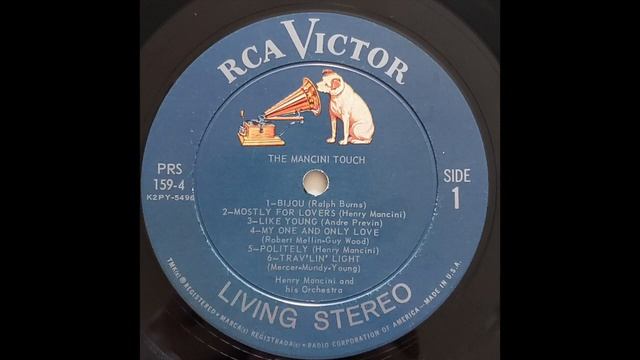 RCA VICTOR
THE MANCINI TOUCH
PRS
159-4
K2PY-5496
SIDE
1
1—BIJOU (Ralph Burns)
2—MOSTLY FOR LOVERS (Henry Mancini)
3—LIKE YOUNG (Andre Previn)
4—MY ONE AND ONLY LOVE
(Robert Mellin-Guy Wood)
5—POLITELY (Henry Mancini)
6—TRAV'LIN' LIGHT
(Mercer-Mundy-Young)
Henry Mancini and
his Orchestra
LIVING STEREO
TMK(s) ® REGISTERED • MARCA(s) REGISTRADA(s) • RADIO CORPORATION OF AMERICA—MADE IN U.S.A.